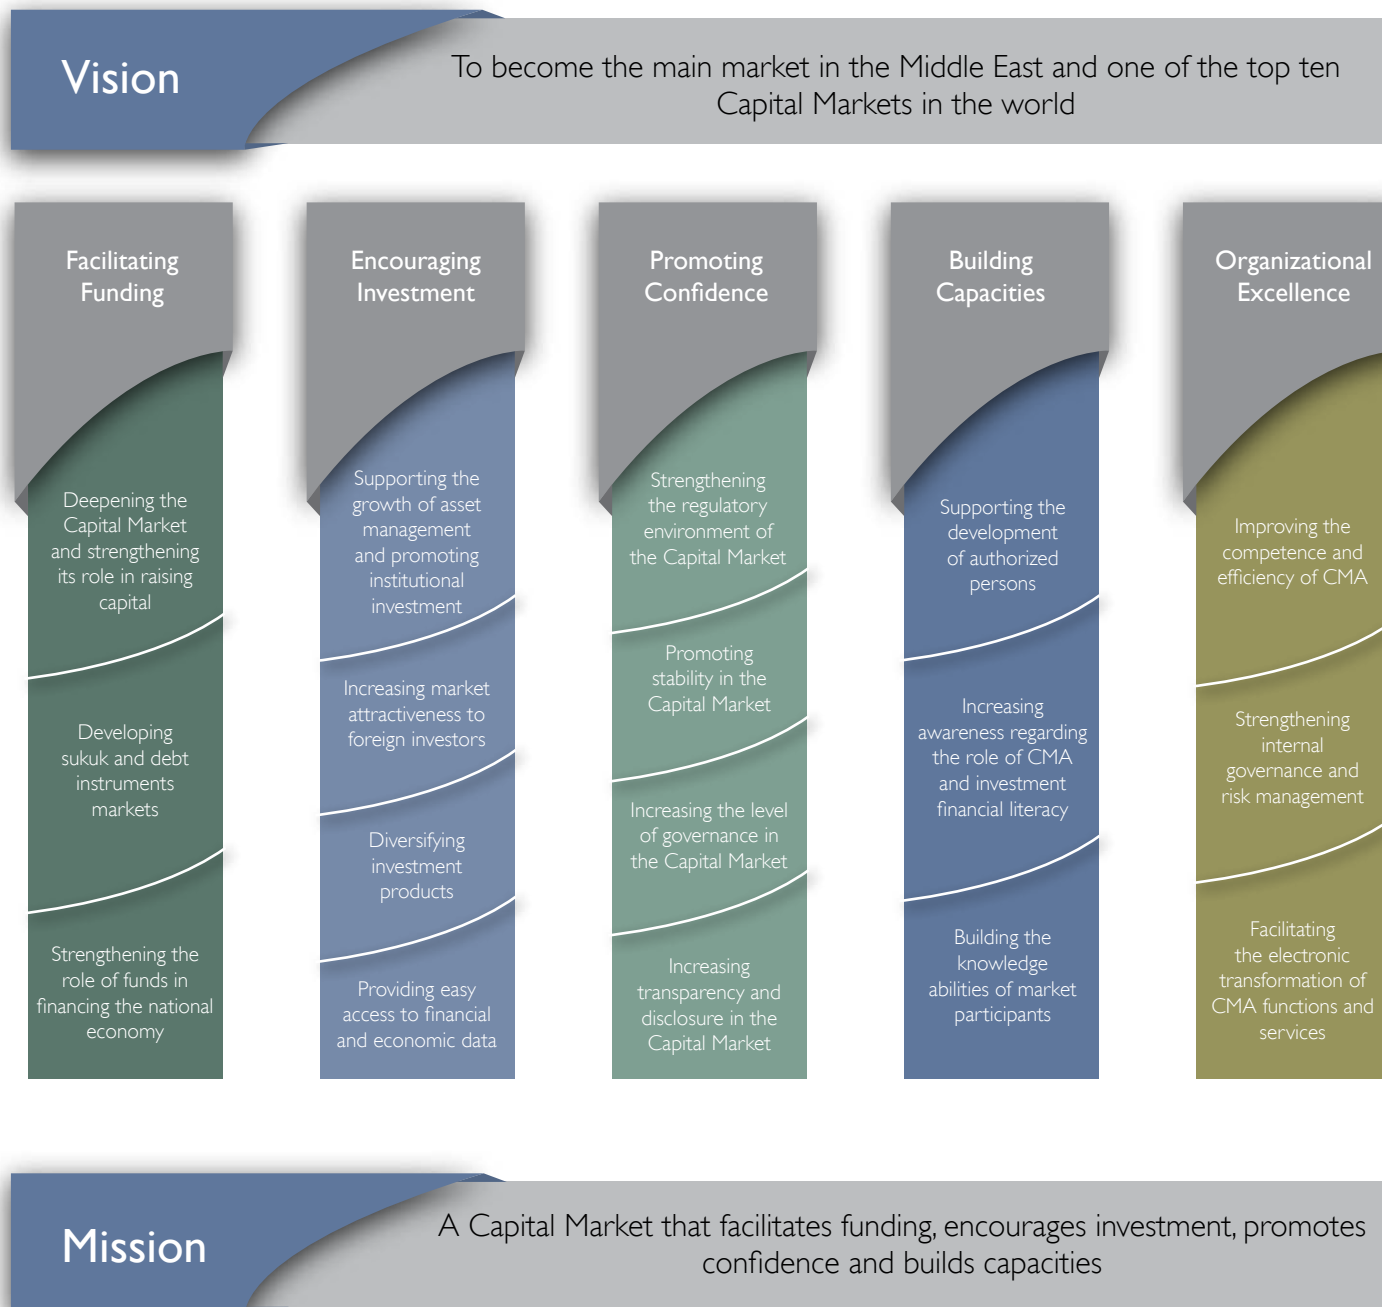 Vision
To become the main market in the Middle East and one of the top ten
Capital Markets in the world
Facilitating
Funding
Deepening the
Capital Market
and strengthening
its role in raising
capital
Developing
sukuk and debt
instruments
markets
Strengthening the
role of funds in
financing the national
economy
Encouraging
Investment
Supporting the
growth of asset
management
and promoting
institutional
investment
Increasing market
attractiveness to
foreign investors
Diversifying
investment
products
Providing easy
access to financial
and economic data
Promoting
Confidence
Strengthening
the regulatory
environment of
the Capital Market
Promoting
stability in the
Capital Market
Increasing the level
of governance in
the Capital Market
Increasing
transparency and
disclosure in the
Capital Market
Building
Capacities
Supporting the
development
of authorized
persons
Increasing
awareness regarding
the role of CMA
and investment
financial literacy
Building the
knowledge
abilities of market
participants
Organizational
Excellence
Improving the
competence and
efficiency of CMA
Strengthening
internal
governance and
risk management
Facilitating
the electronic
transformation of
CMA functions and
services
Mission
A Capital Market that facilitates funding, encourages investment, promotes
confidence and builds capacities